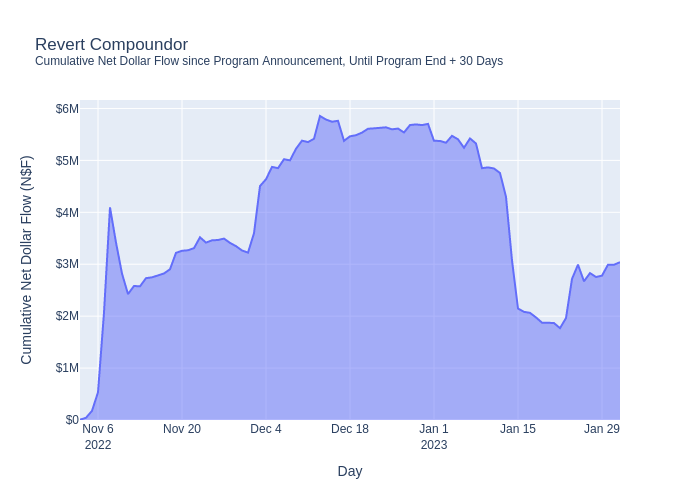 Revert Compoundor
Cumulative Net Dollar Flow since Program Announcement, Until Program End + 30 Days
Cumulative Net Dollar Flow (N$F)
$6M
$5M
$4M
$3M
$2M
$1M
$0
Nov 6 Nov 20 Dec 4 Dec 18 Jan 1 Jan 15 Jan 29
2022 2023
Day